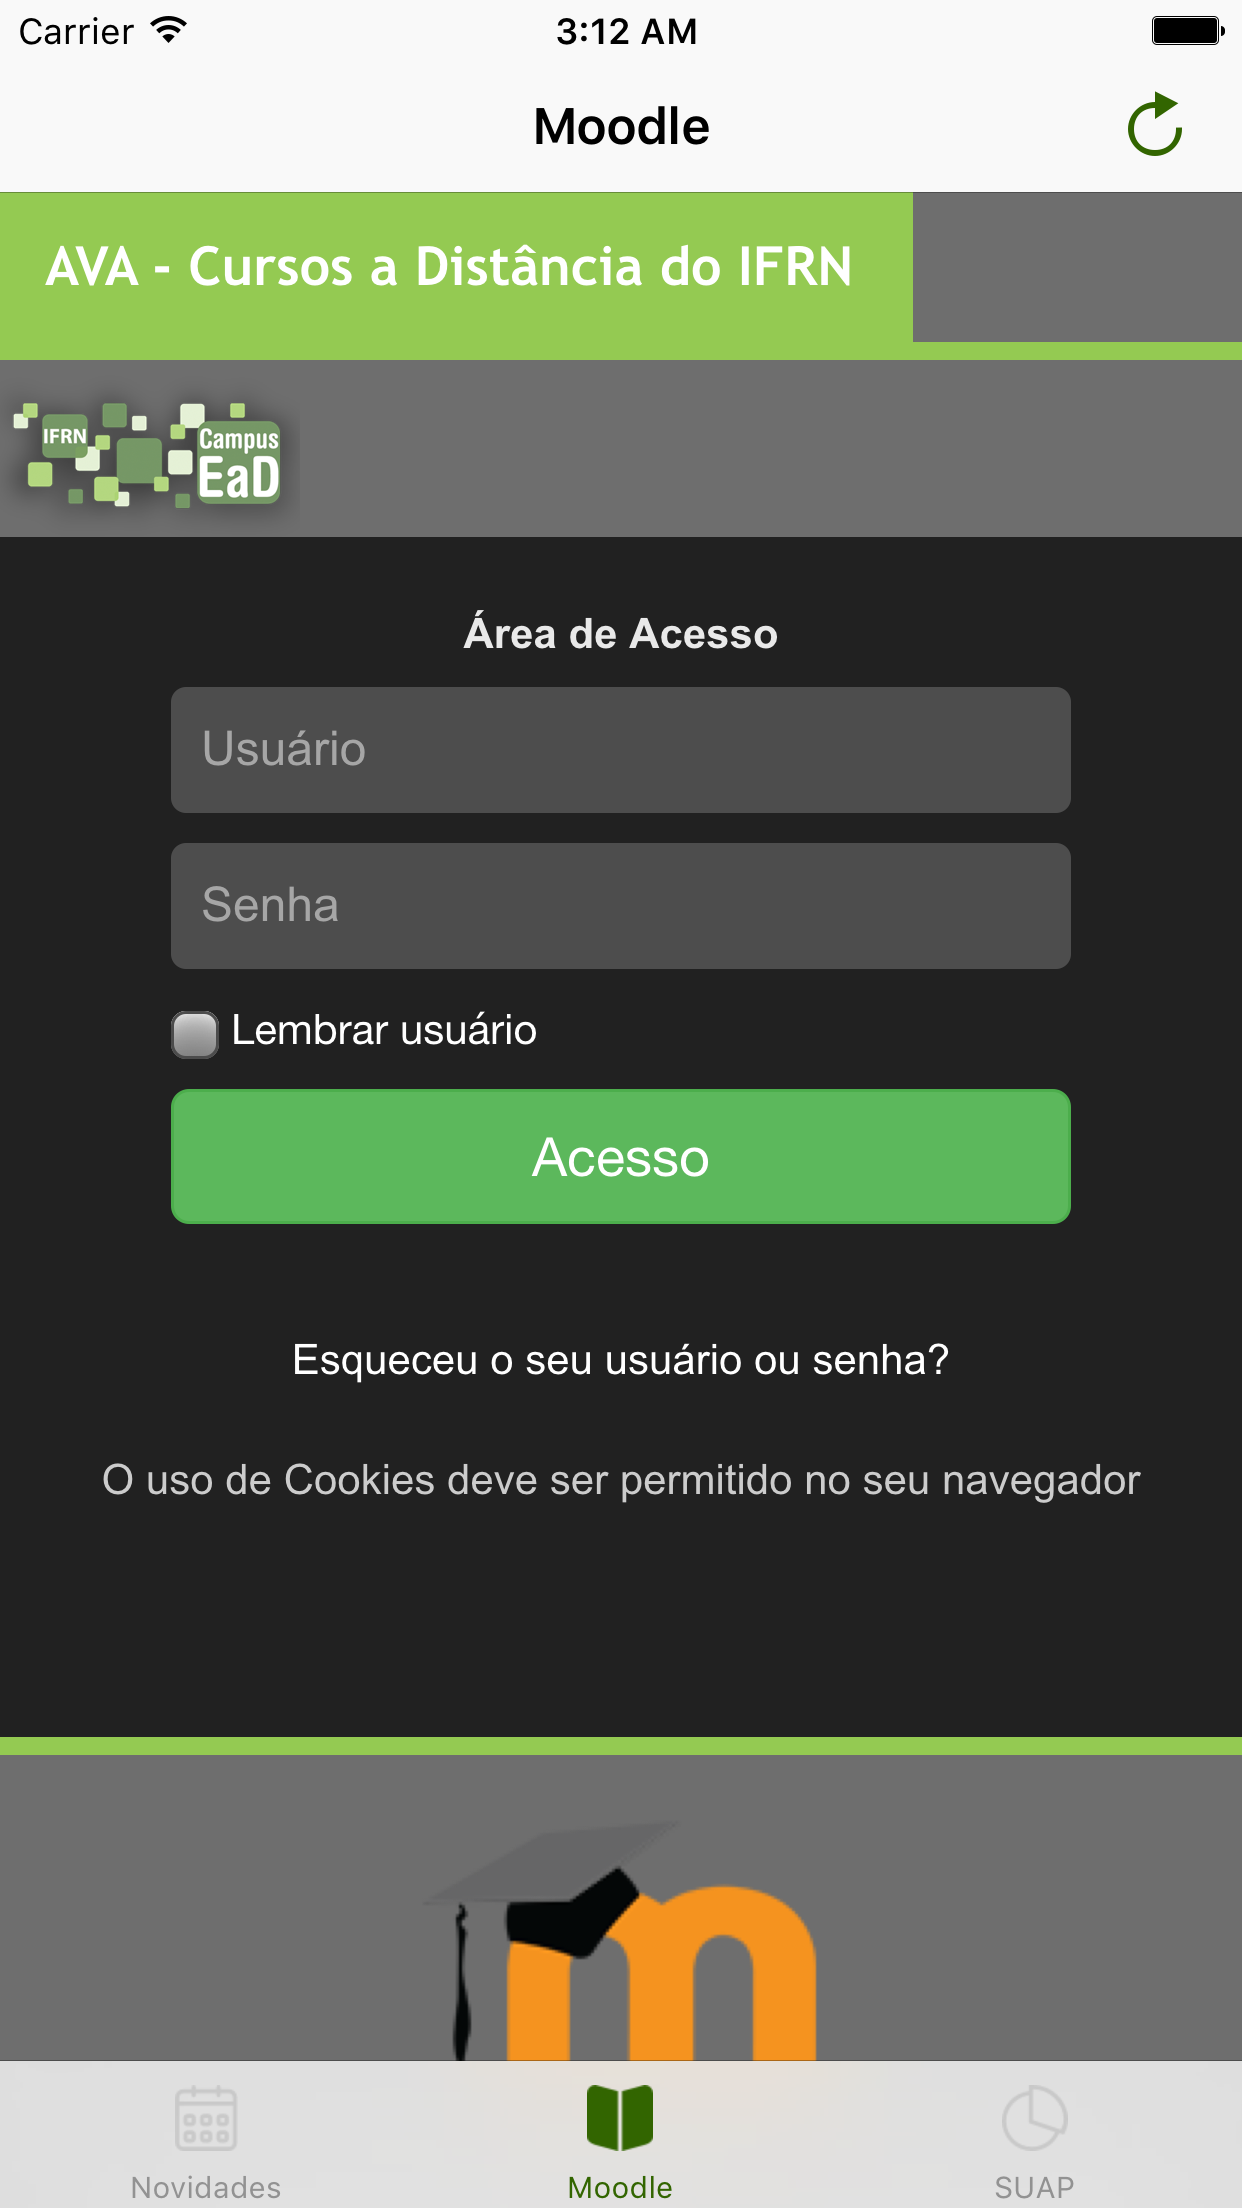 Carrier 3:12 AM
Moodle
AVA - Cursos a Distância do IFRN
IFRN
Campus
EaD
Área de Acesso
Usuário
Senha
Lembrar usuário
Acesso
Esqueceu o seu usuário ou senha?
O uso de Cookies deve ser permitido no seu navegador
m
Novidades Moodle SUAP